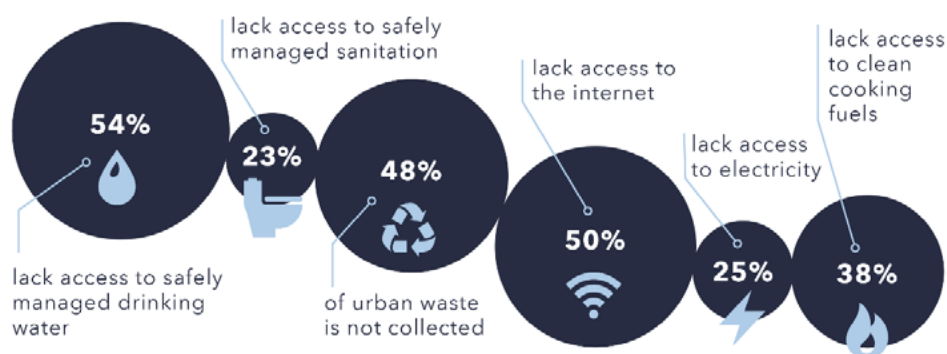 54%
lack access to safely
managed drinking
water
lack access to safely
managed sanitation
23%
48%
of urban waste
is not collected
lack access to
the internet
50%
lack access
to electricity
25%
lack access
to clean
cooking
fuels
38%